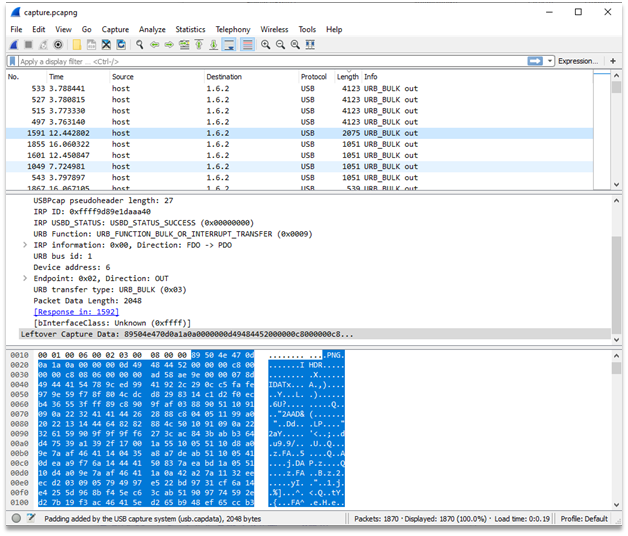 capture.pcapng
File Edit View Go Capture Analyze Statistics Telephony Wireless Tools Help
Apply a display filter ... <Ctrl-/> Expression... +
No. Time Source Destination Protocol Length Info
533 3.788441 host 1.6.2 USB 4123 URB_BULK out
527 3.780815 host 1.6.2 USB 4123 URB_BULK out
515 3.773330 host 1.6.2 USB 4123 URB_BULK out
497 3.763140 host 1.6.2 USB 4123 URB_BULK out
1591 12.442802 host 1.6.2 USB 2075 URB_BULK out
1855 16.060322 host 1.6.2 USB 1051 URB_BULK out
1601 12.450847 host 1.6.2 USB 1051 URB_BULK out
1049 7.724981 host 1.6.2 USB 1051 URB_BULK out
543 3.797897 host 1.6.2 USB 1051 URB_BULK out
1867 16.067105 host 1.6.2 USB 539 URB_BULK out
USBPcap pseudoheader length: 27
IRP ID: 0xffff9d89e1daaa40
IRP USBD_STATUS: USBD_STATUS_SUCCESS (0x00000000)
URB Function: URB_FUNCTION_BULK_OR_INTERRUPT_TRANSFER (0x0009)
IRP information: 0x00, Direction: FDO -> PDO
URB bus id: 1
Device address: 6
Endpoint: 0x02, Direction: OUT
URB transfer type: URB_BULK (0x03)
Packet Data Length: 2048
[Response in: 1592]
[bInterfaceClass: Unknown (0xffff)]
Leftover Capture Data: 89504e470d0a1a0a0000000d49484452000000c8000000c8...
0010 00 01 00 06 00 02 03 00 08 00 00 89 50 4e 47 0d ........ ....PNG.
0020 0a 1a 0a 00 00 00 0d 49 48 44 52 00 00 00 c8 00 .......I HDR.....
0030 00 00 c8 08 06 00 00 00 ad 58 ae 9e 00 00 07 8d
0040 49 44 41 54 78 9c ed 99 41 92 2c 29 0c c5 fa fe
0050 97 9e 59 f7 8f 80 4c dc d8 29 83 14 c1 d2 f0 ec
0060 b4 36 55 3f ff 89 c8 90 9f af 03 88 90 51 10 91
0070 09 0a 22 32 41 41 44 26 28 88 c8 04 05 11 99 a0
0080 20 22 13 14 44 64 82 82 88 4c 50 10 91 09 0a 22
0090 32 61 59 90 9f 9f 9f f6 27 3c ac 84 3b ab b3 64
00a0 d4 75 39 a1 39 2f 17 00 1a 55 10 05 51 10 d8 a0
00b0 9e 7a af 46 41 14 04 35 a8 a7 de ab 51 10 05 41
00c0 0d ea a9 f7 6a 14 44 41 50 83 7a ea bd 1a 05 51
00d0 10 d4 a0 9e 7a af 46 41 1a 0a 42 a2 7a 11 32 ee
00e0 ec d2 03 09 05 79 49 97 e5 22 bd 97 31 cf 6a 14
00f0 e4 25 5d 96 8b f4 5e c6 3c ab 51 90 97 74 59 2e
0100 d2 7b 19 f3 ac 46 41 5e d2 65 b9 48 ef 65 cc b3
Padding added by the USB capture system (usb.capdata), 2048 bytes Packets: 1870 · Displayed: 1870 (100.0%) · Load time: 0:0.19 Profile: Default